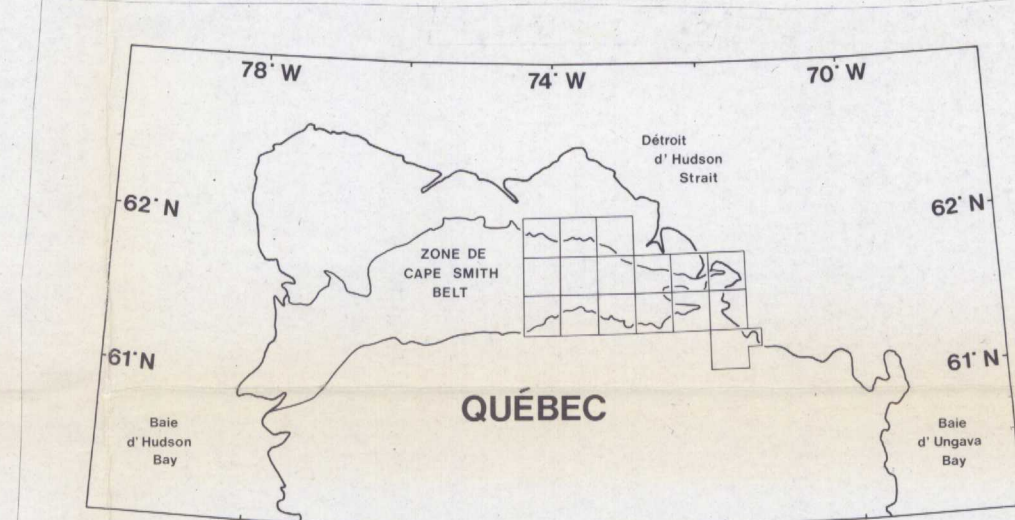 78° W
74° W
70° W
Détroit
d' Hudson
Strait
62° N
62° N
ZONE DE
CAPE SMITH
BELT
61° N
61° N
QUÉBEC
Baie
d' Hudson
Bay
Baie
d' Ungava
Bay